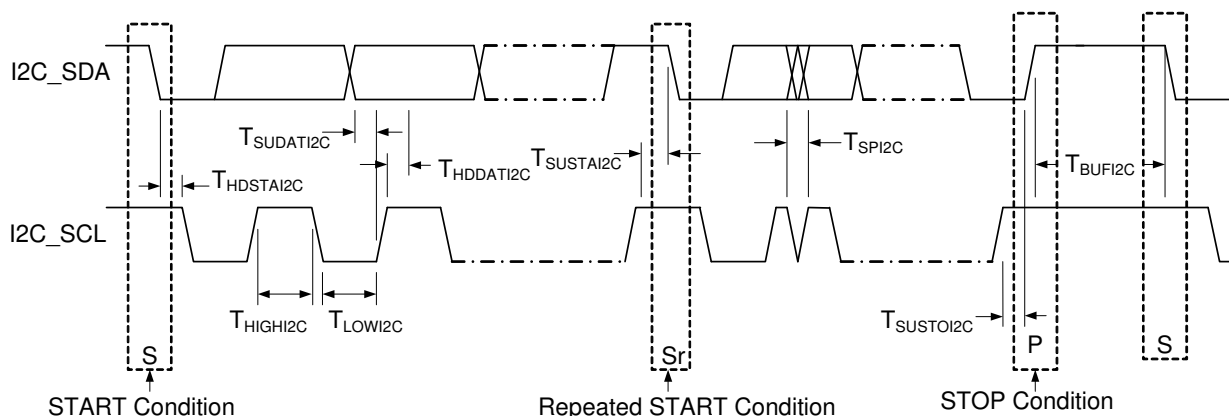 I2C_SDA
TSUDATI2C
THDDATI2C
TSUSTAI2C
TSPI2C
TBUFI2C
THDSTAI2C
I2C_SCL
THIGHI2C
TLOWI2C
TSUSTOI2C
S
Sr
P
S
START Condition
Repeated START Condition
STOP Condition